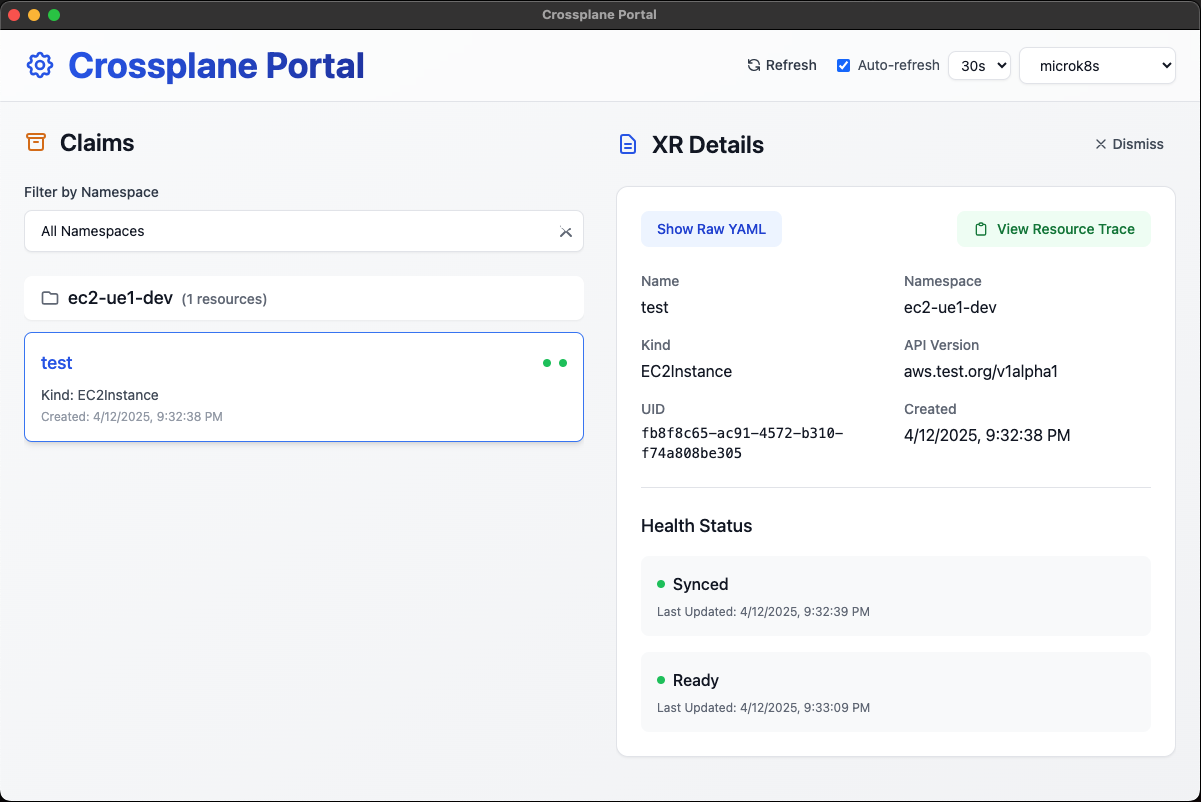 Crossplane Portal
Crossplane Portal
Refresh
Auto-refresh
30s
microk8s
Claims
Filter by Namespace
All Namespaces
ec2-ue1-dev (1 resources)
test
Kind: EC2Instance
Created: 4/12/2025, 9:32:38 PM
XR Details
Dismiss
Show Raw YAML
View Resource Trace
Name
test
Namespace
ec2-ue1-dev
Kind
EC2Instance
API Version
aws.test.org/v1alpha1
UID
fb8f8c65-ac91-4572-b310-
f74a808be305
Created
4/12/2025, 9:32:38 PM
Health Status
Synced
Last Updated: 4/12/2025, 9:32:39 PM
Ready
Last Updated: 4/12/2025, 9:33:09 PM